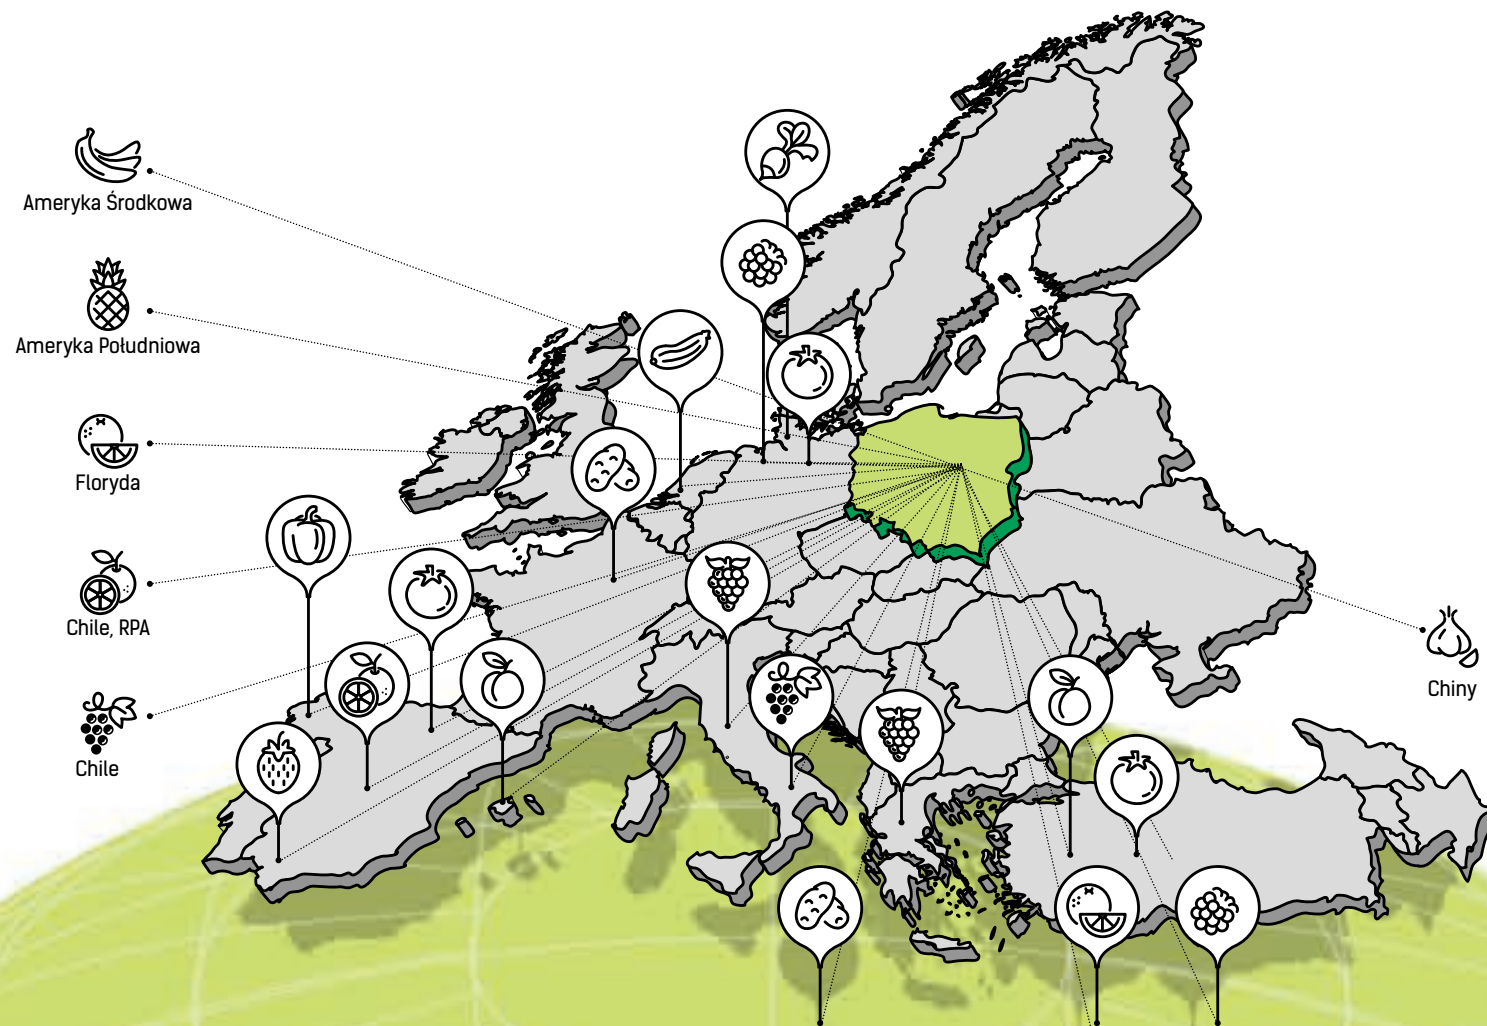 Ameryka Środkowa
Ameryka Południowa
Floryda
Chile, RPA
Chile
Chiny